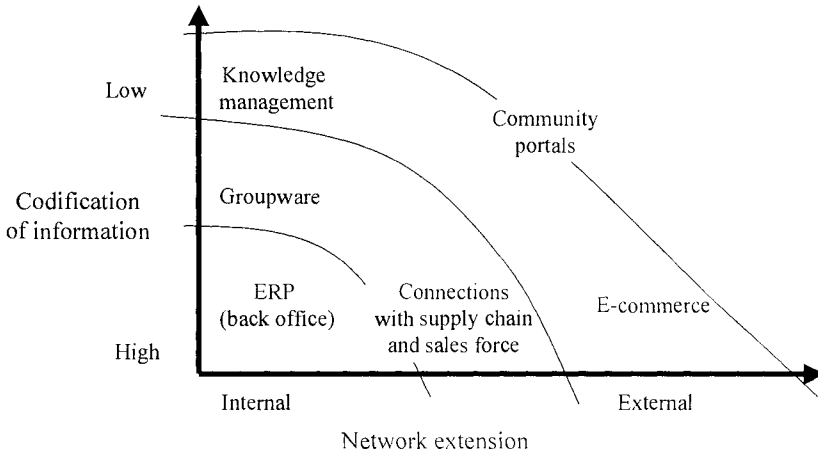 Low
Knowledge
management
Community
portals
Codification
of information
Groupware
ERP
(back office)
Connections
with supply chain
and sales force
E-commerce
High
Internal
External
Network extension